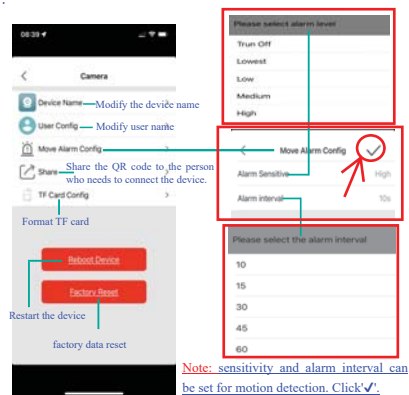 .
08:39
Camera
Device Name
Modify the device name
User Config
Modify user name
Move Alarm Config
Share
Share the QR code to the person
who needs to connect the device.
TF Card Config
Format TF card
Reboot Device
Factory Reset
Restart the device
factory data reset
Please select alarm level
Trun Off
Lowest
Low
Medium
High
Move Alarm Config
Alarm Sensitive
High
Alarm interval
10s
Please select the alarm interval
10
15
30
45
60
Note: sensitivity and alarm interval can
be set for motion detection. Click'✓'.